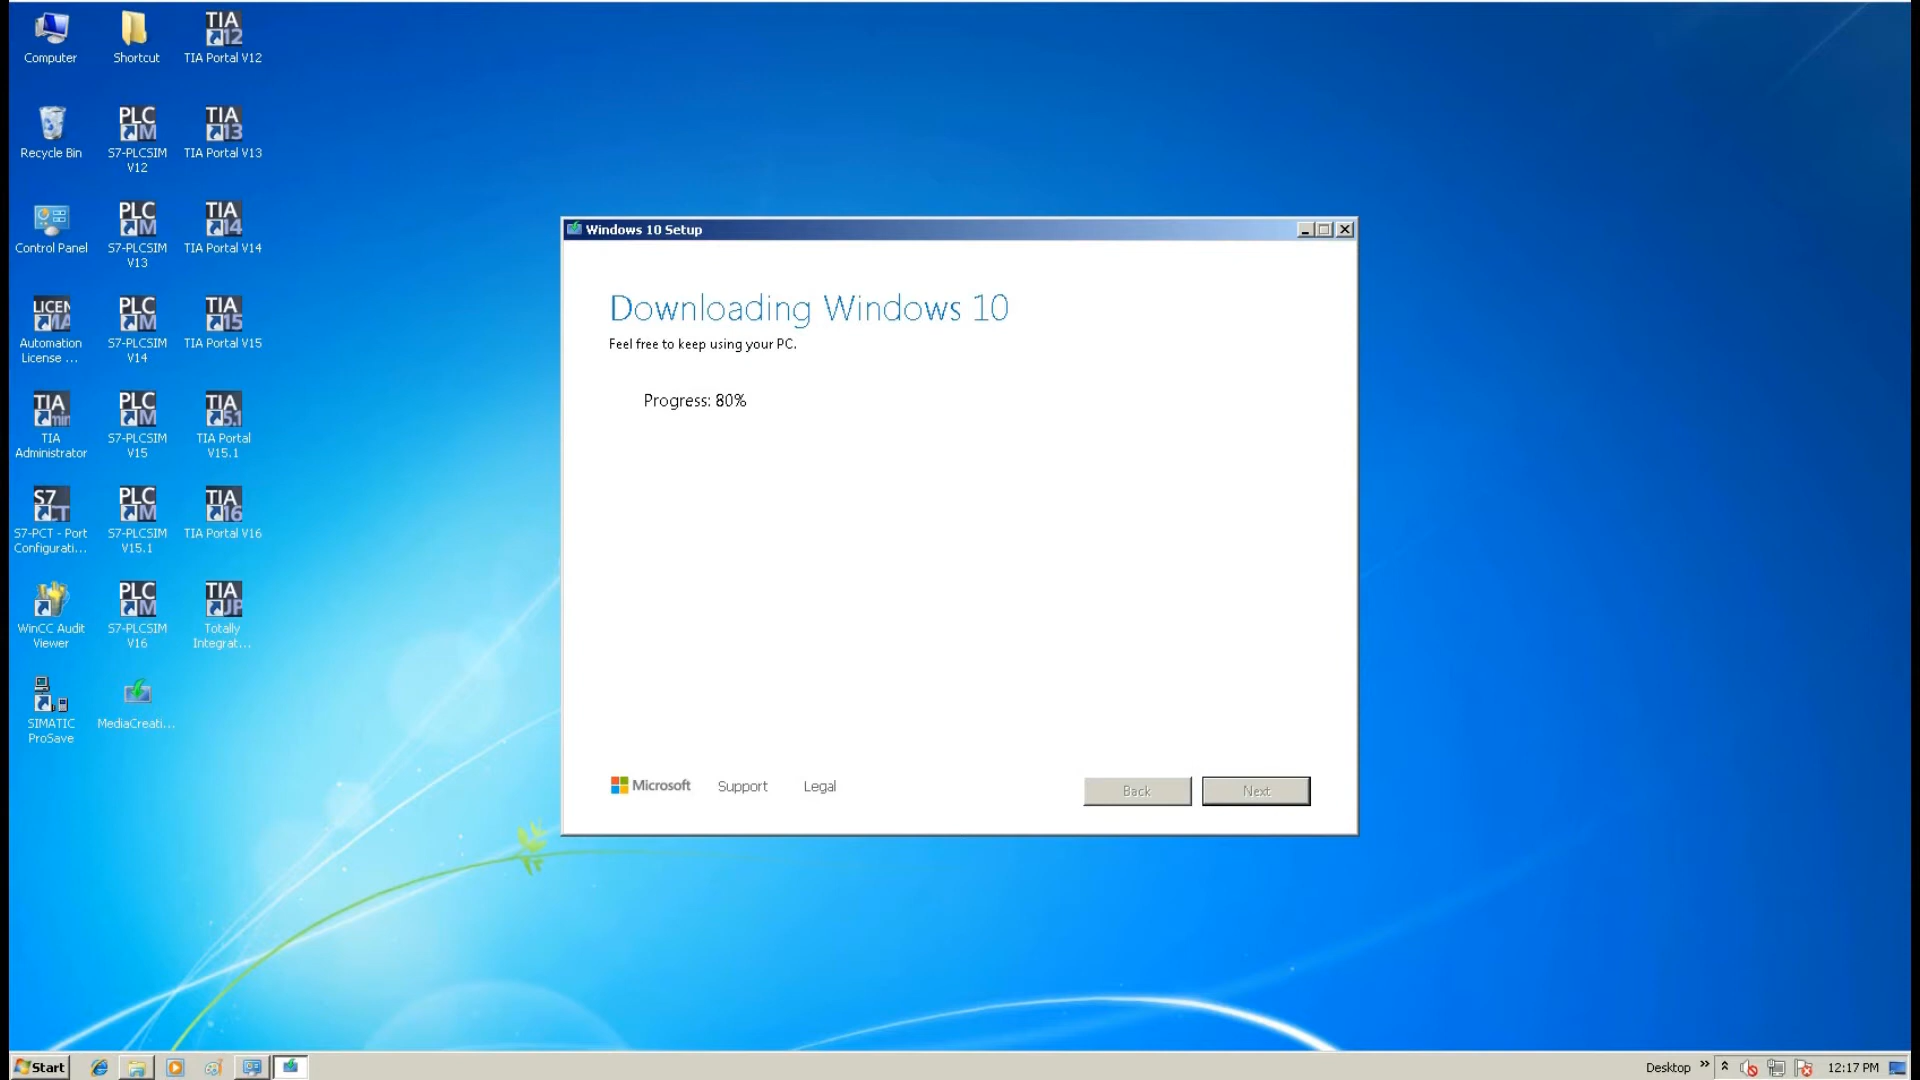 Computer
Shortcut
TIA Portal V12
Recycle Bin
S7-PLCSIM
V12
TIA Portal V13
Control Panel
S7-PLCSIM
V13
TIA Portal V14
Automation
License ...
S7-PLCSIM
V14
TIA Portal V15
TIA
Administrator
S7-PLCSIM
V15
TIA Portal
V15.1
S7-PCT - Port
Configurati...
S7-PLCSIM
V15.1
TIA Portal V16
WinCC Audit
Viewer
S7-PLCSIM
V16
Totally
Integrat...
SIMATIC
ProSave
MediaCreati...
Windows 10 Setup
Downloading Windows 10
Feel free to keep using your PC.
Progress: 80%
Microsoft Support Legal
Back Next
Start
Desktop
12:17 PM